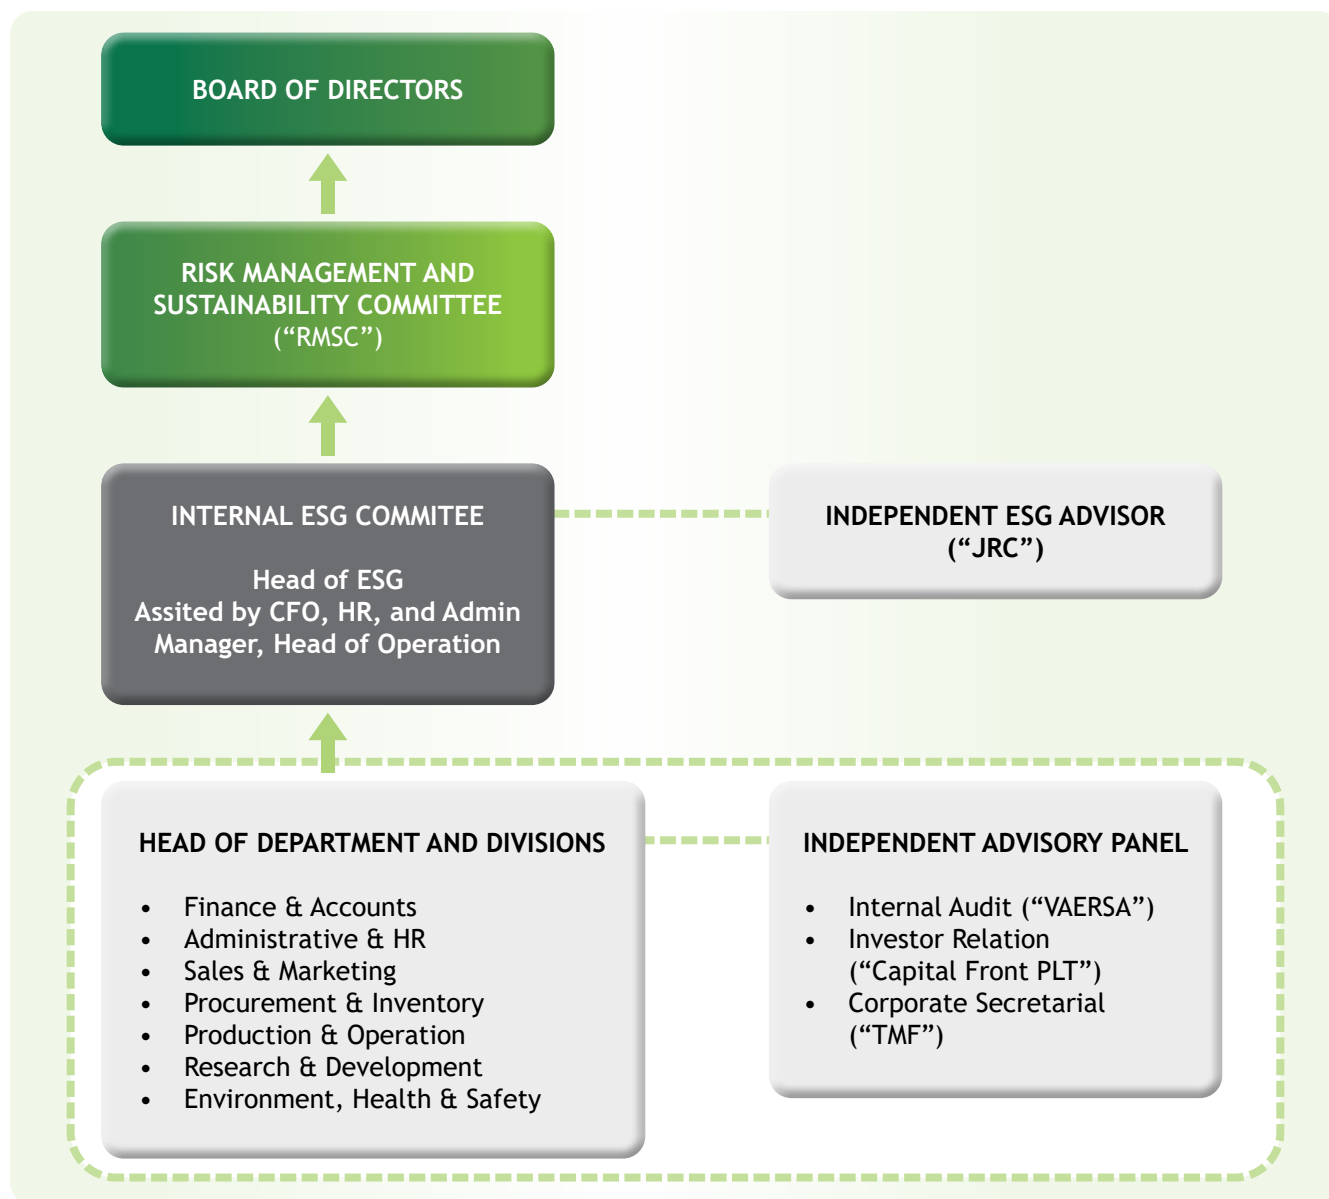 BOARD OF DIRECTORS
RISK MANAGEMENT AND
SUSTAINABILITY COMMITTEE
(“RMSC”)
INTERNAL ESG COMMITEE
Head of ESG
Assited by CFO, HR, and Admin
Manager, Head of Operation
INDEPENDENT ESG ADVISOR
(“JRC”)
HEAD OF DEPARTMENT AND DIVISIONS
• Finance & Accounts
• Administrative & HR
• Sales & Marketing
• Procurement & Inventory
• Production & Operation
• Research & Development
• Environment, Health & Safety
INDEPENDENT ADVISORY PANEL
• Internal Audit (“VAERSA”)
• Investor Relation
(“Capital Front PLT”)
• Corporate Secretarial
(“TMF”)